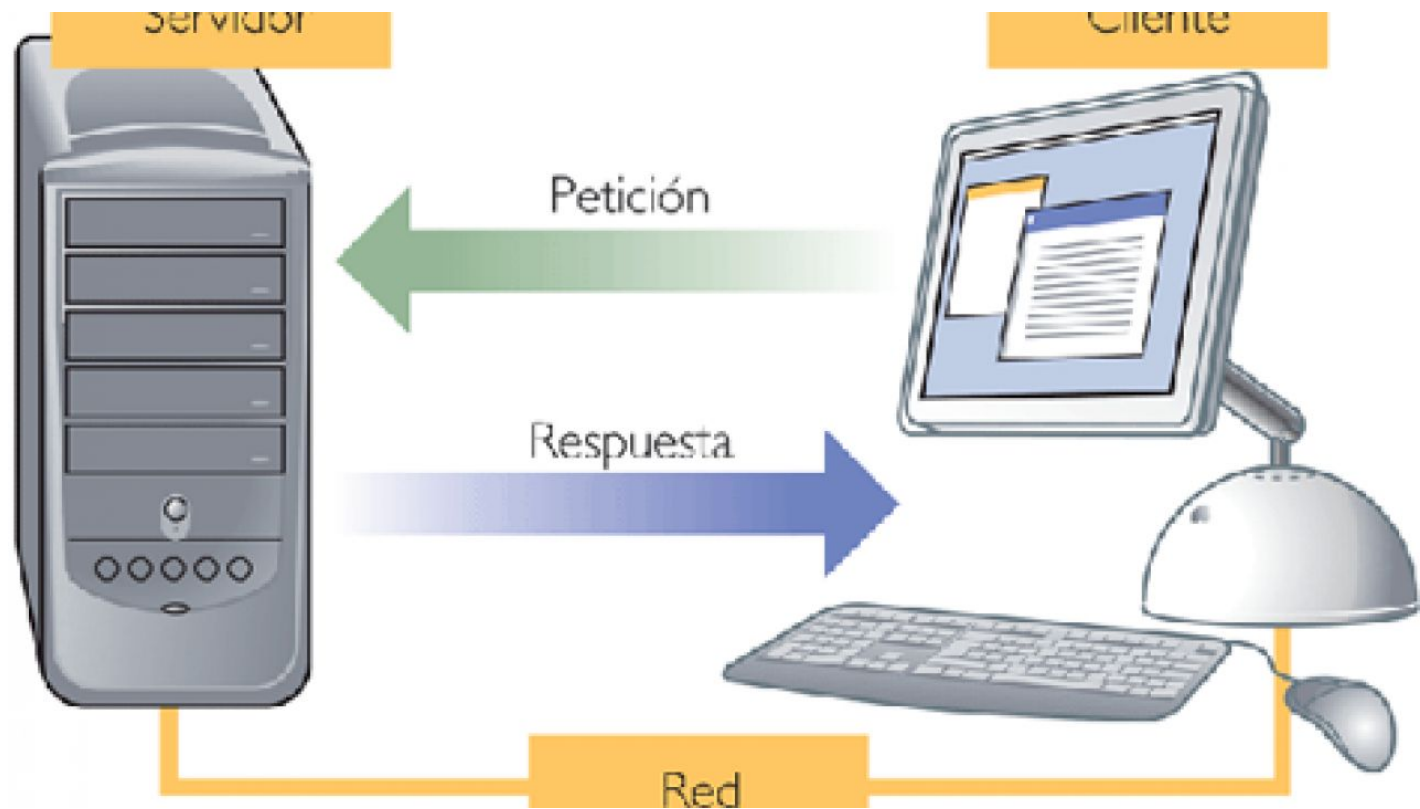 Servidor
Cliente
Petición
Respuesta
Red